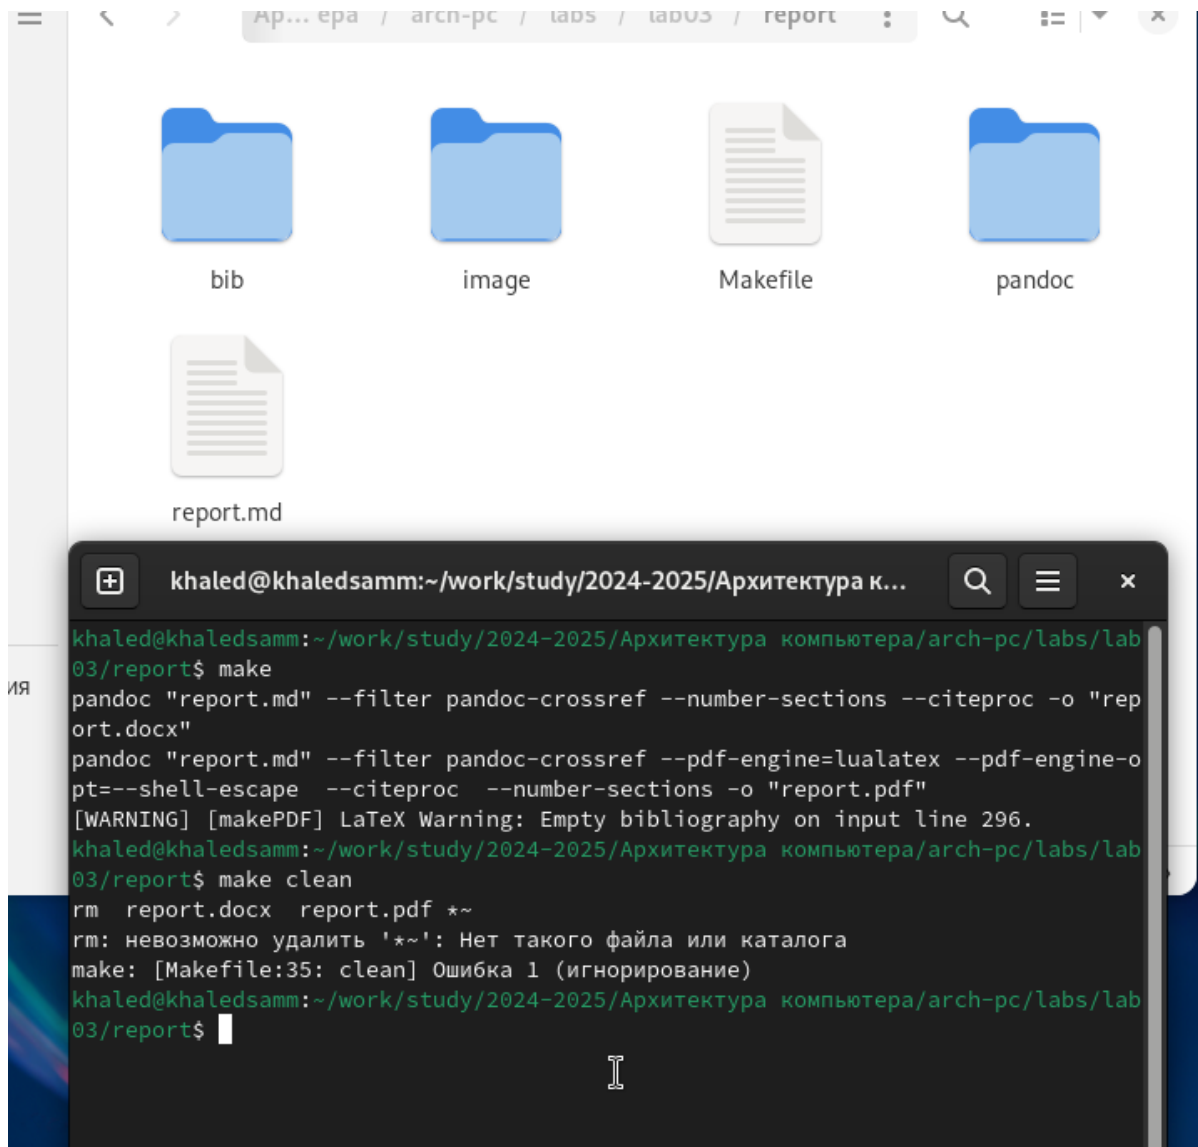 Ap... ера / arch-pc / labs / lab03 / report
bib
image
Makefile
pandoc
report.md
ия
khaled@khaledsamm:~/work/study/2024-2025/Архитектура к...
khaled@khaledsamm:~/work/study/2024-2025/Архитектура компьютера/arch-pc/labs/lab
03/report$ make
pandoc "report.md" --filter pandoc-crossref --number-sections --citeproc -o "rep
ort.docx"
pandoc "report.md" --filter pandoc-crossref --pdf-engine=lualatex --pdf-engine-o
pt=--shell-escape  --citeproc  --number-sections -o "report.pdf"
[WARNING] [makePDF] LaTeX Warning: Empty bibliography on input line 296.
khaled@khaledsamm:~/work/study/2024-2025/Архитектура компьютера/arch-pc/labs/lab
03/report$ make clean
rm  report.docx  report.pdf *~
rm: невозможно удалить '*~': Нет такого файла или каталога
make: [Makefile:35: clean] Ошибка 1 (игнорирование)
khaled@khaledsamm:~/work/study/2024-2025/Архитектура компьютера/arch-pc/labs/lab
03/report$